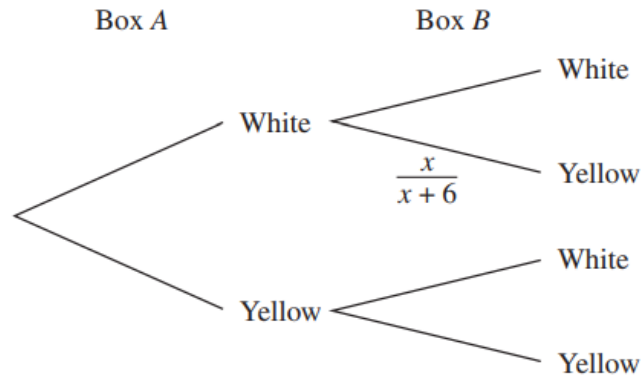 Box A Box B
White
White
x
x + 6
Yellow
White
Yellow
Yellow